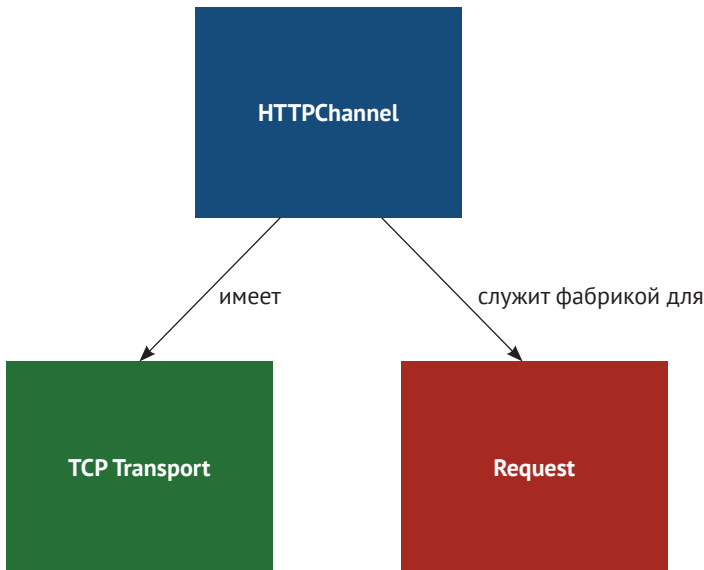 HTTPChannel
имеет
служит фабрикой для
TCP Transport
Request